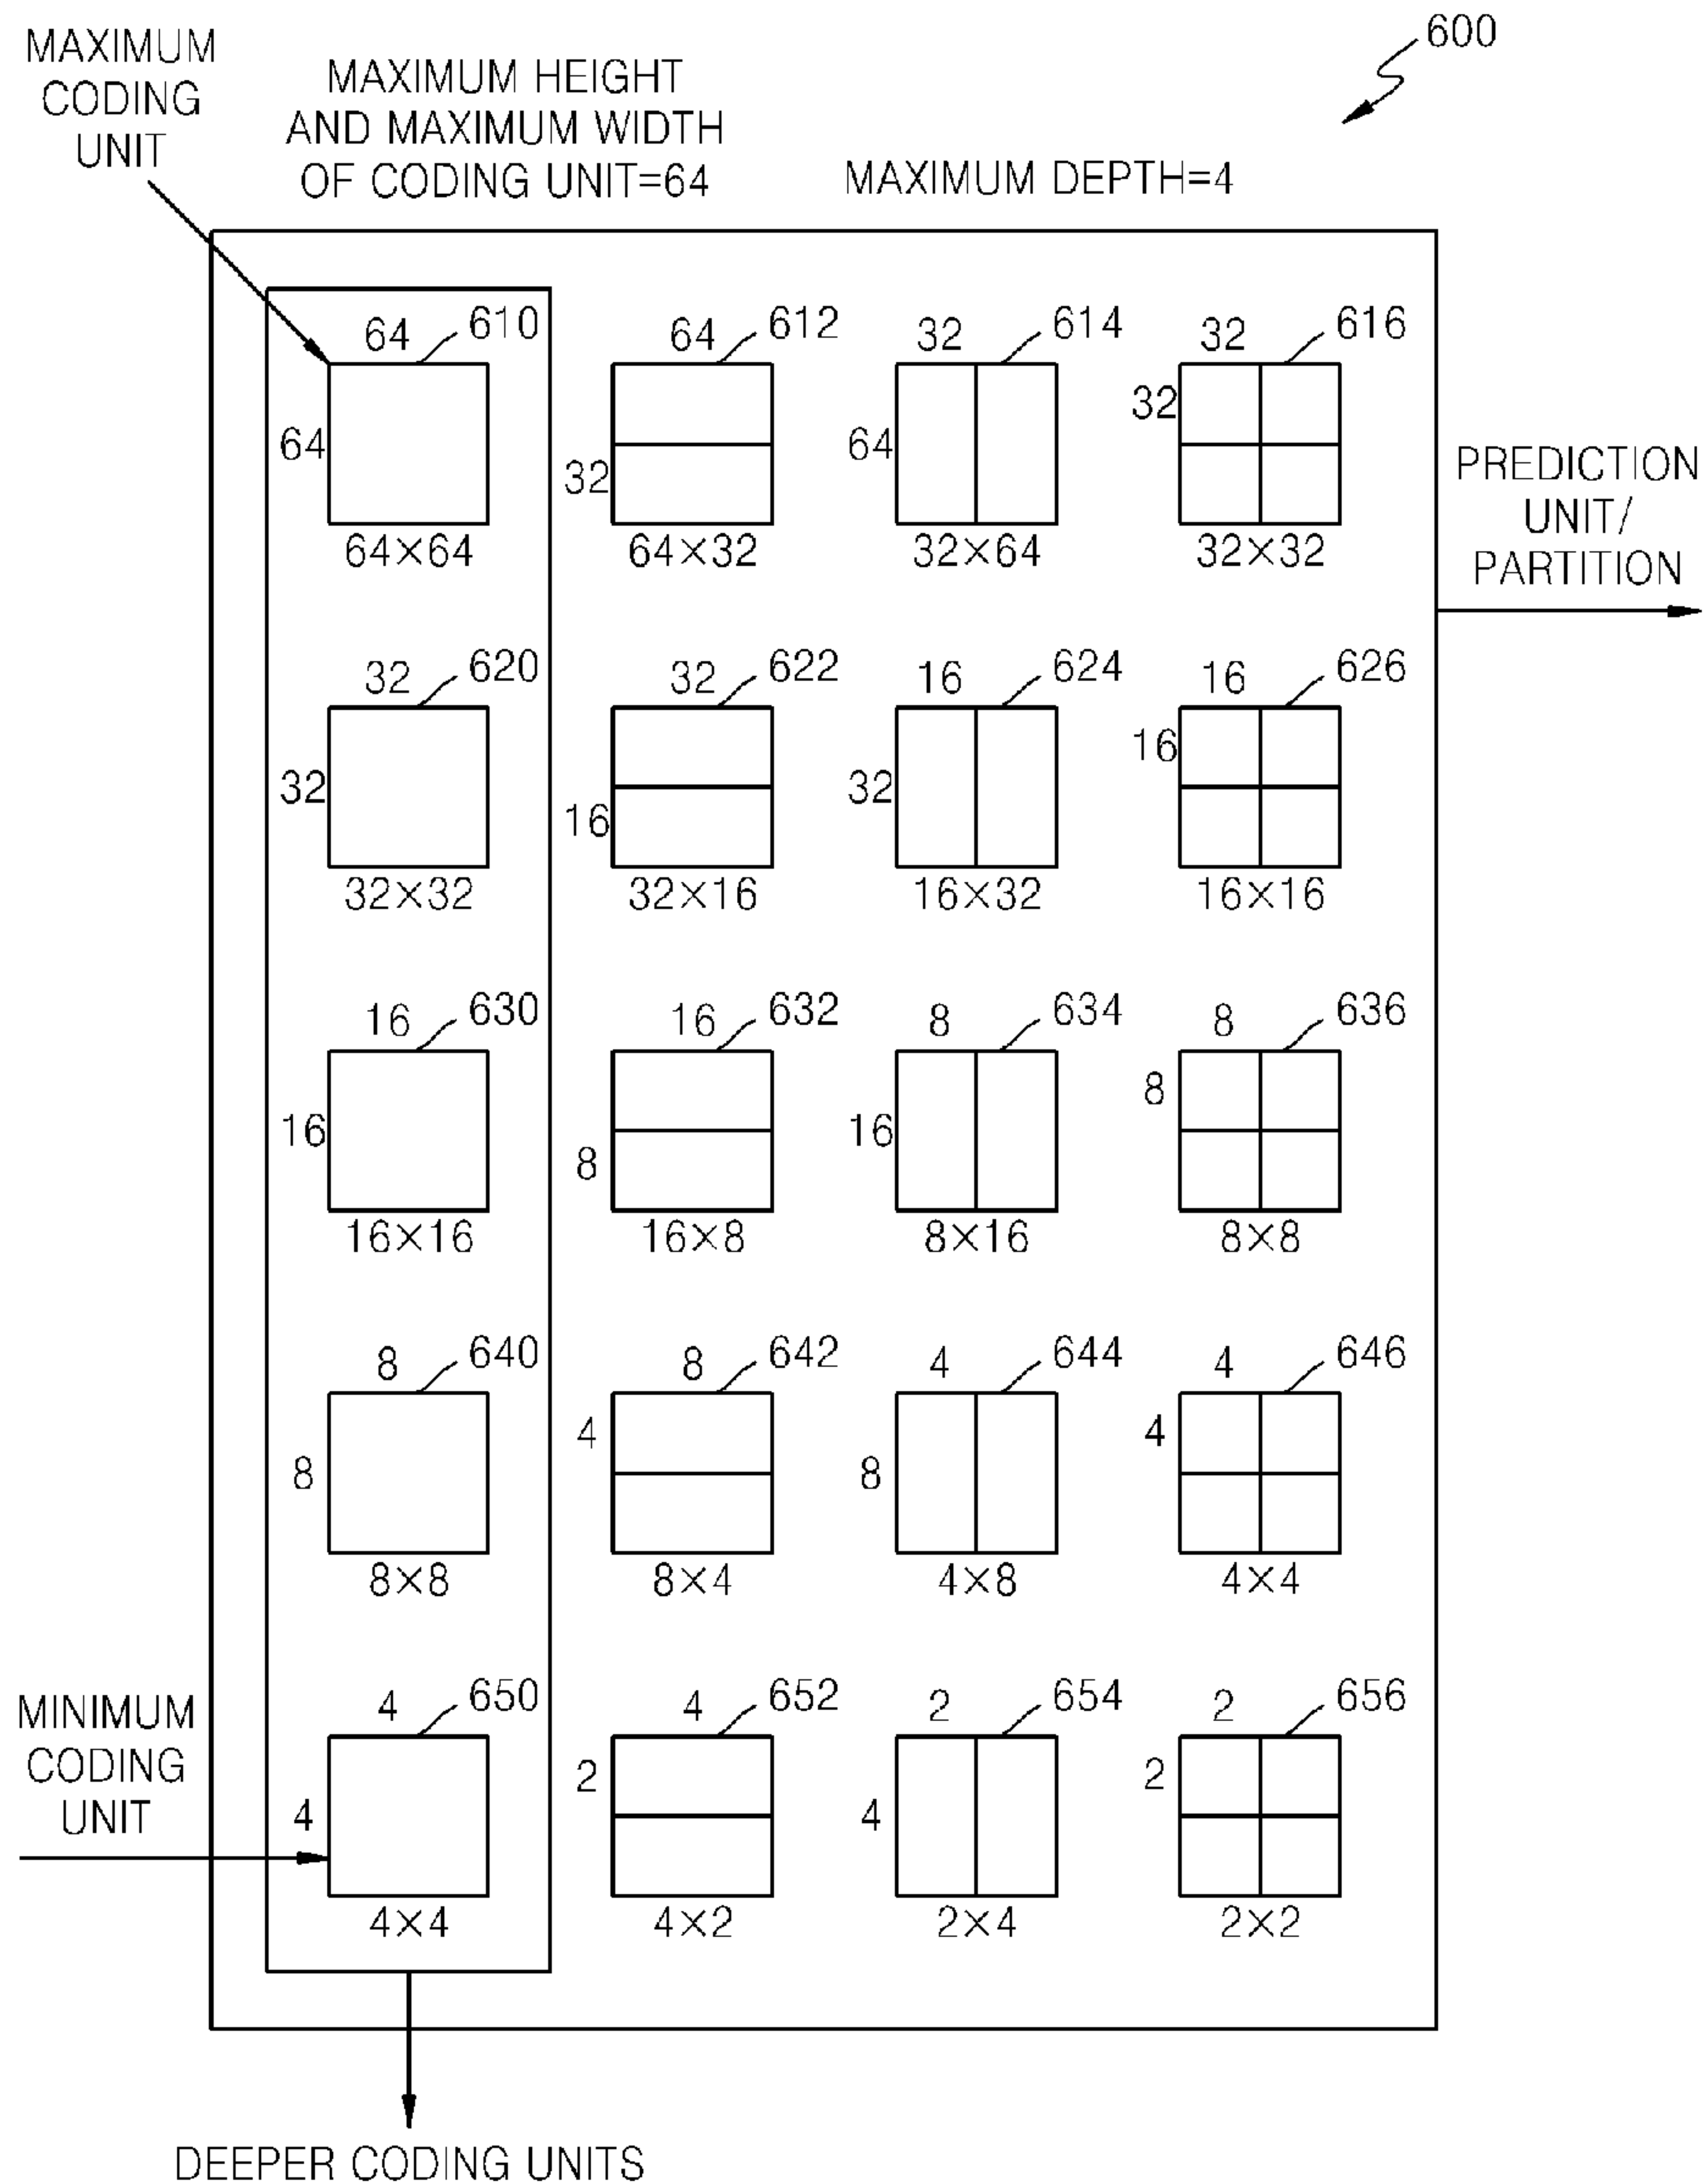 600
MAXIMUM
CODING
UNIT
MAXIMUM HEIGHT
AND MAXIMUM WIDTH
OF CODING UNIT=64
MAXIMUM DEPTH=4
64 610 64 612 32 614 32 616
64 32 64 32
64×64 64×32 32×64 32×32
PREDICTION
UNIT/
PARTITION
32 620 32 622 16 624 16 626
32 16 32 16
32×32 32×16 16×32 16×16
16 630 16 632 8 634 8 636
16 8 16 8
16×16 16×8 8×16 8×8
8 640 8 642 4 644 4 646
8 4 8 4
8×8 8×4 4×8 4×4
MINIMUM
CODING
UNIT
4 650 4 652 2 654 2 656
4 2 4 2
4×4 4×2 2×4 2×2
DEEPER CODING UNITS